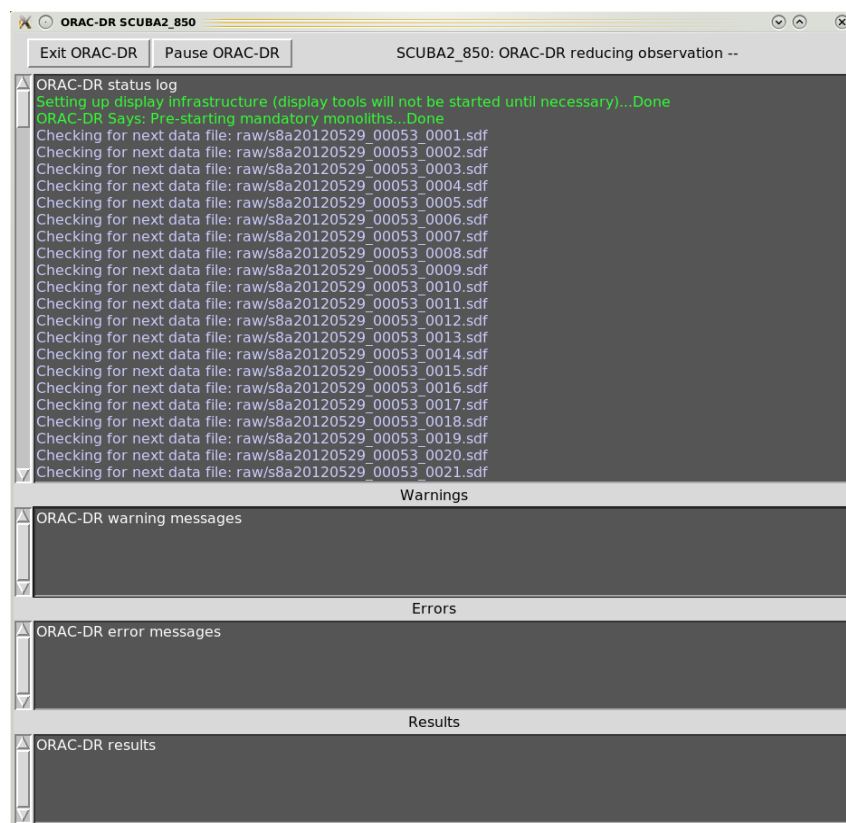 ORAC-DR SCUBA2_850
Exit ORAC-DR Pause ORAC-DR SCUBA2_850: ORAC-DR reducing observation --
ORAC-DR status log
Setting up display infrastructure (display tools will not be started until necessary)...Done
ORAC-DR Says: Pre-starting mandatory monoliths...Done
Checking for next data file: raw/s8a20120529_00053_0001.sdf
Checking for next data file: raw/s8a20120529_00053_0002.sdf
Checking for next data file: raw/s8a20120529_00053_0003.sdf
Checking for next data file: raw/s8a20120529_00053_0004.sdf
Checking for next data file: raw/s8a20120529_00053_0005.sdf
Checking for next data file: raw/s8a20120529_00053_0006.sdf
Checking for next data file: raw/s8a20120529_00053_0007.sdf
Checking for next data file: raw/s8a20120529_00053_0008.sdf
Checking for next data file: raw/s8a20120529_00053_0009.sdf
Checking for next data file: raw/s8a20120529_00053_0010.sdf
Checking for next data file: raw/s8a20120529_00053_0011.sdf
Checking for next data file: raw/s8a20120529_00053_0012.sdf
Checking for next data file: raw/s8a20120529_00053_0013.sdf
Checking for next data file: raw/s8a20120529_00053_0014.sdf
Checking for next data file: raw/s8a20120529_00053_0015.sdf
Checking for next data file: raw/s8a20120529_00053_0016.sdf
Checking for next data file: raw/s8a20120529_00053_0017.sdf
Checking for next data file: raw/s8a20120529_00053_0018.sdf
Checking for next data file: raw/s8a20120529_00053_0019.sdf
Checking for next data file: raw/s8a20120529_00053_0020.sdf
Checking for next data file: raw/s8a20120529_00053_0021.sdf
Warnings
ORAC-DR warning messages
Errors
ORAC-DR error messages
Results
ORAC-DR results